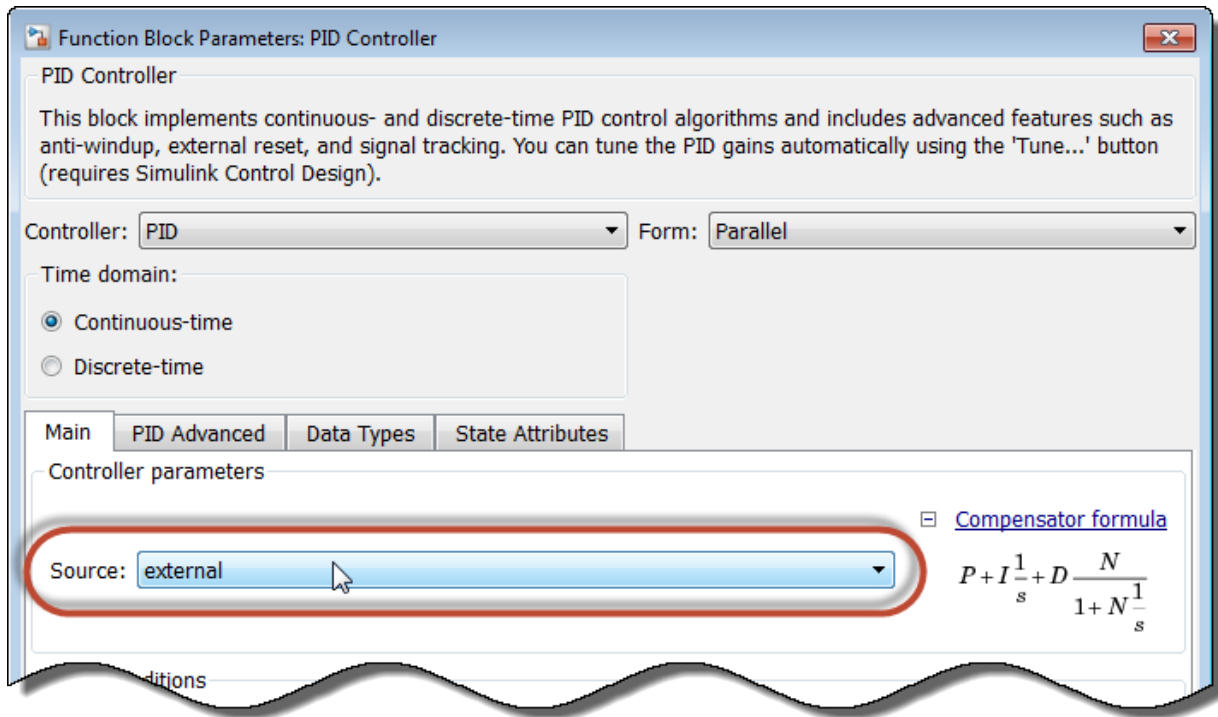 Function Block Parameters: PID Controller
PID Controller
This block implements continuous- and discrete-time PID control algorithms and includes advanced features such as
anti-windup, external reset, and signal tracking. You can tune the PID gains automatically using the 'Tune...' button
(requires Simulink Control Design).
Controller: PID Form: Parallel
Time domain:
Continuous-time
Discrete-time
Main PID Advanced Data Types State Attributes
Controller parameters
Compensator formula
Source: external
P + I 1/s + D N/(1 + N 1/s)